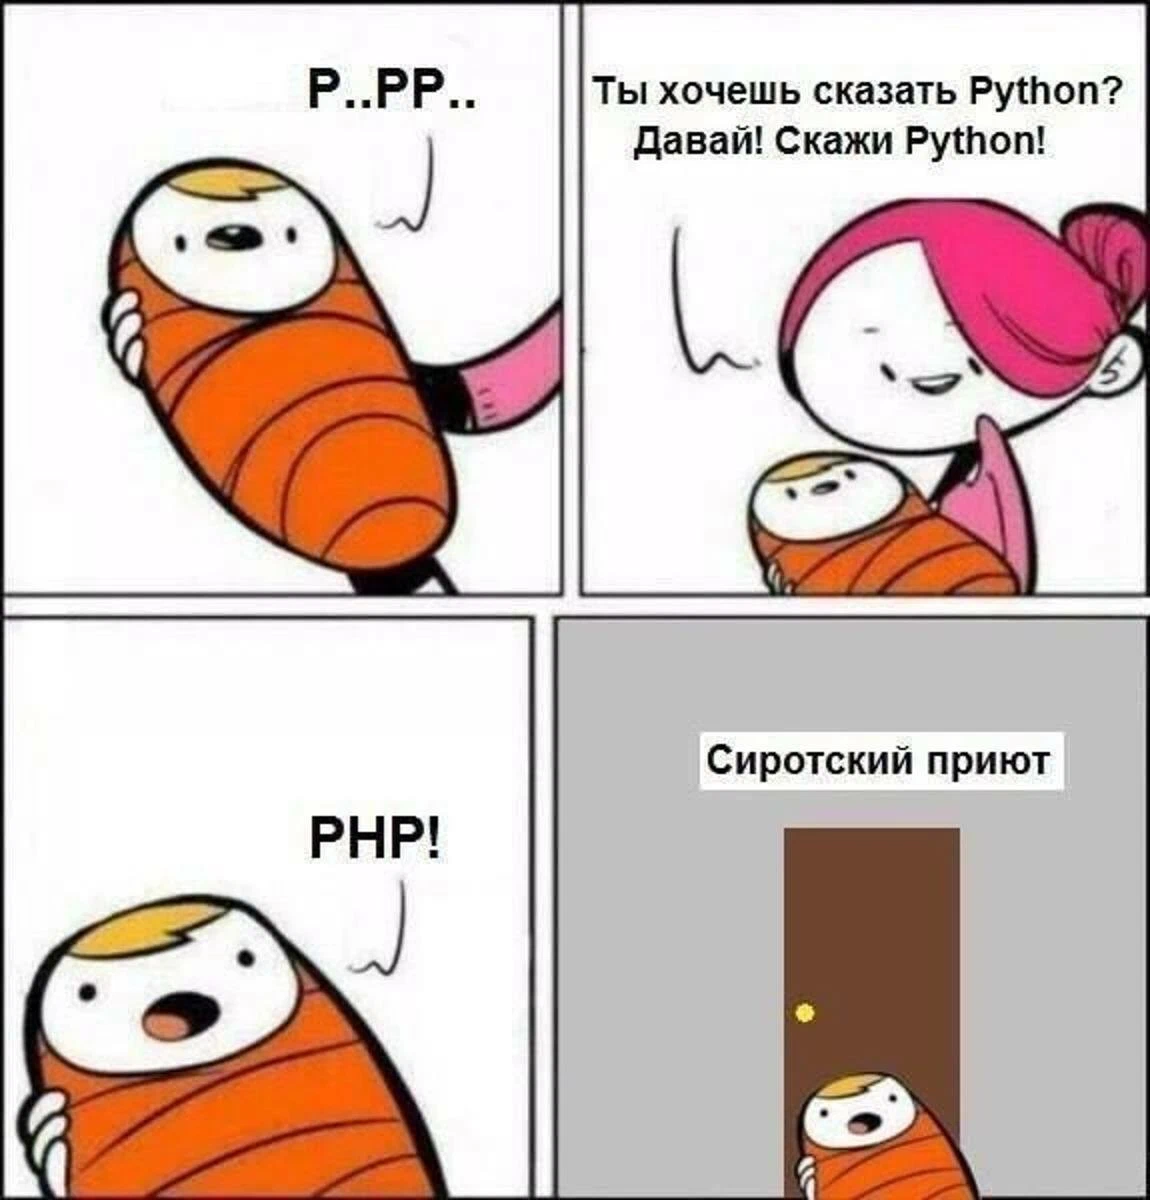 P..PP..
Ты хочешь сказать Python?
Давай! Скажи Python!
PHP!
Сиротский приют